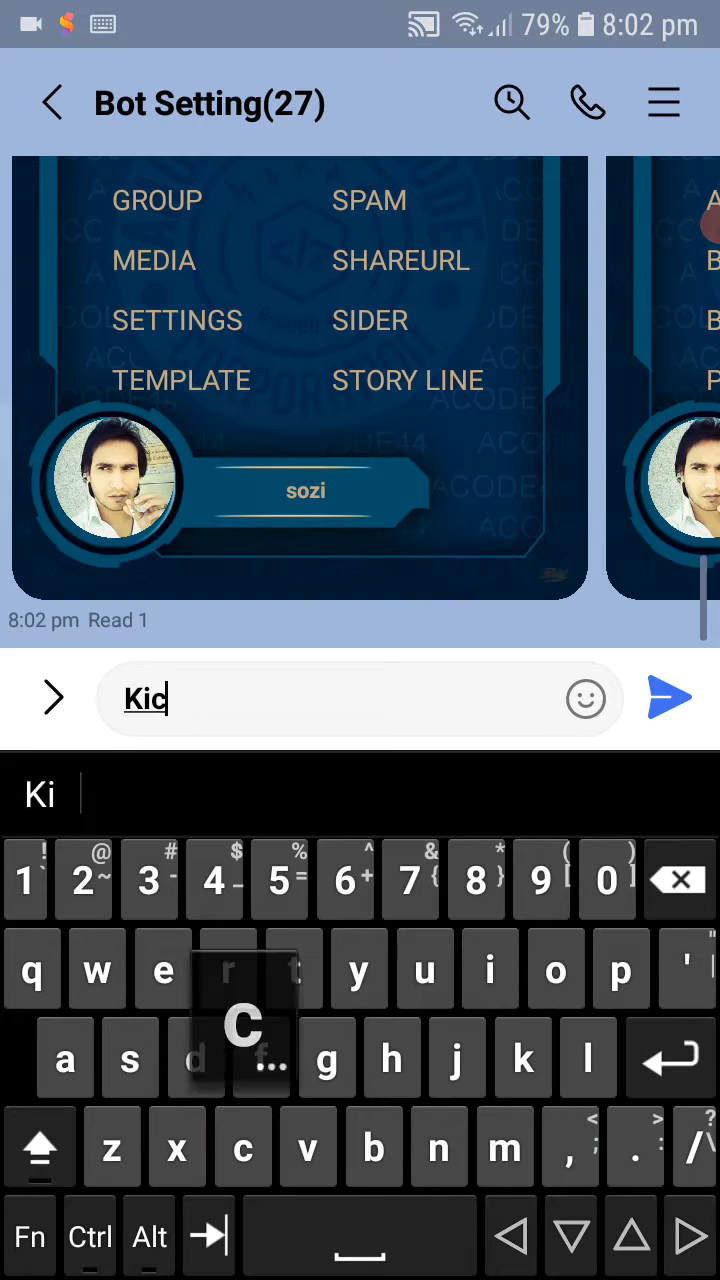 79% 8:02 pm
Bot Setting(27)
GROUP SPAM
MEDIA SHAREURL
SETTINGS SIDER
TEMPLATE STORY LINE
sozi
8:02 pm Read 1
Kic
Ki
! @ # $ % ^ & * ( )
1 ` 2 ~ 3 - 4 _ 5 = 6 + 7 { 8 } 9 [ 0 ]
q w e r t y u i o p ' "
c
...
a s d f g h j k l
z x c v b n m , < ; . > : / ? \
Fn Ctrl Alt